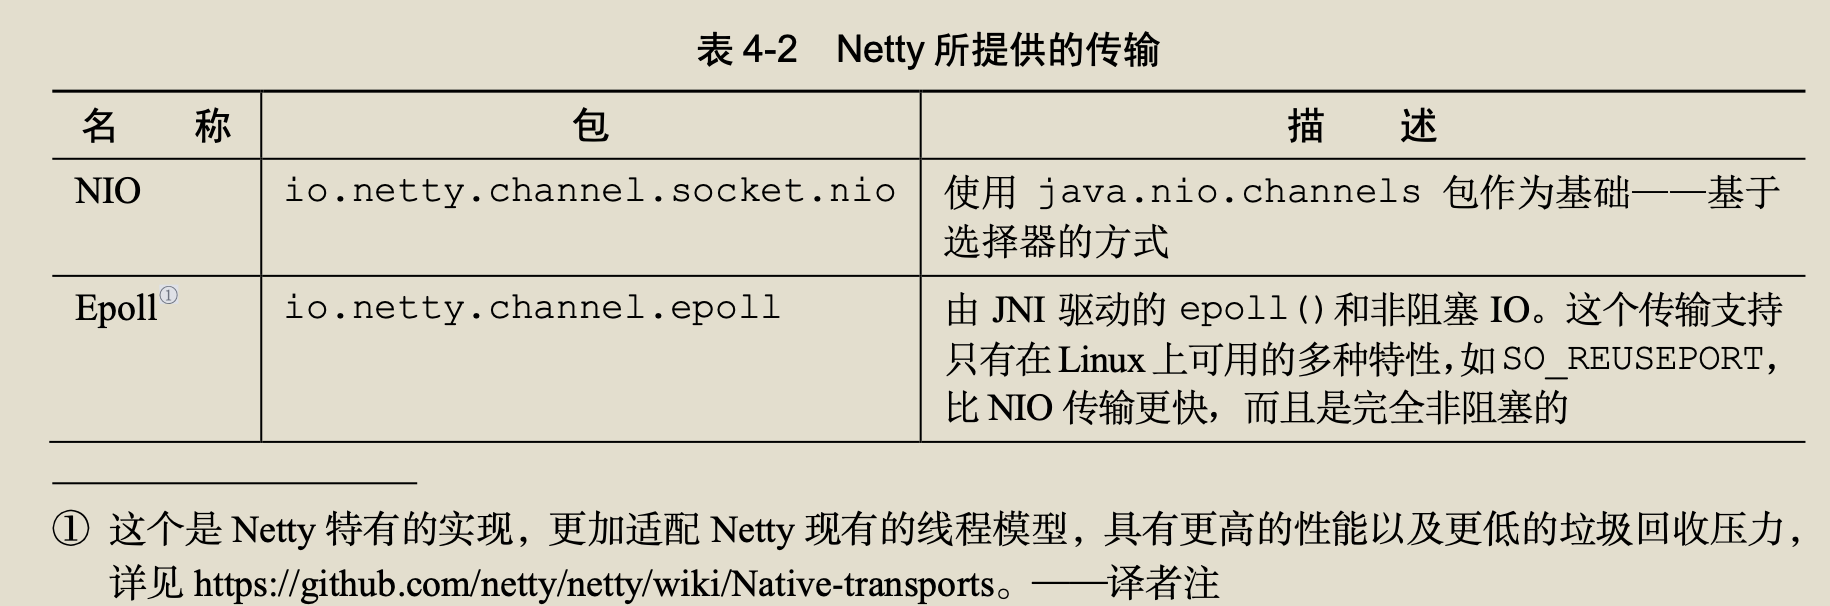 表 4-2 Netty 所提供的传输
名 称 包 描 述
NIO io.netty.channel.socket.nio 使用 java.nio.channels 包作为基础——基于
选择器的方式
Epoll① io.netty.channel.epoll 由 JNI 驱动的 epoll()和非阻塞 IO。这个传输支持
只有在 Linux 上可用的多种特性，如 SO_REUSEPORT，
比 NIO 传输更快，而且是完全非阻塞的
① 这个是 Netty 特有的实现，更加适配 Netty 现有的线程模型，具有更高的性能以及更低的垃圾回收压力，
详见 https://github.com/netty/netty/wiki/Native-transports。——译者注